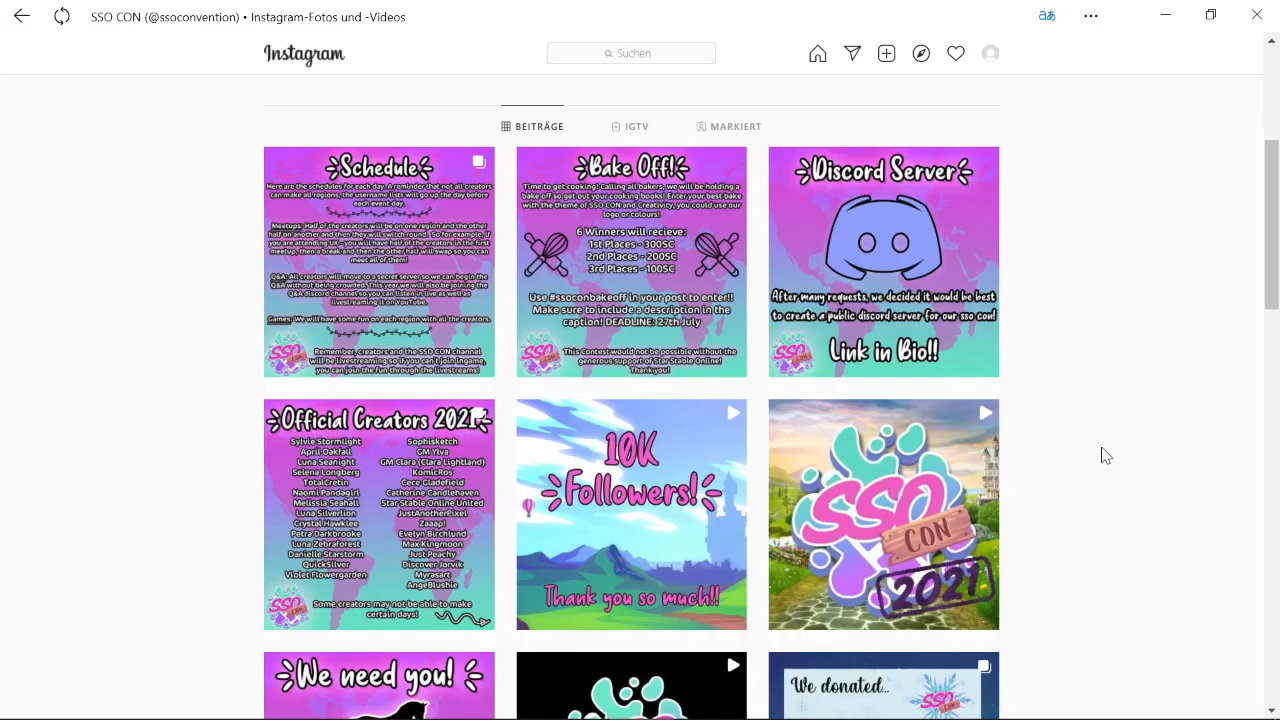 SSO CON (@ssoconvention) • Instagram-Fotos und -Videos
aあ
Instagram
Suchen
BEITRÄGE
IGTV
MARKIERT
Schedule
Here are the schedules for each day. A reminder that not all creators
can make all regions, the username lists will go up the day before
each event day.
Meetups: Half of the creators will be on one region and the other
half on another and then they will switch round. So for example, if
you are attending UK - you will have half of the creators in the first
meetup, then a break and then the other half will swap so you can
meet all of them!
Q&A: All creators will move to a secret server so we can begin the
Q&A without being crowded. This year we will also be joining the
Q&A discord channel so you can listen in live as well as
livestreaming it on YouTube.
Games: We will have some fun on each region with all the creators.
SSO CON
Remember, creators and the SSO CON channel
will be livestreaming so if you can't join ingame,
you can join the fun through the livestreams!
Bake Off!
Time to get cooking! Calling all bakers, we will be holding a
bake off so get out your cooking books! Enter your best bake
with the theme of SSO CON and Creativity, you could use our
logo or colours!
6 Winners will recieve:
1st Places - 300SC
2nd Places - 200SC
3rd Places - 100SC
Use #ssoconbakeoff in your post to enter!!
Make sure to include a description in the
caption! DEADLINE: 27th July
SSO CON
This Contest would not be possible without the
generous support of Star Stable Online!
Thank you!
Discord Server
After many requests, we decided it would be best
to create a public discord server for our sso con!
SSO CON
Link in Bio!!
Official Creators 2021
Sylvie Stormlight
April Oakfall
Luna Seanight
Selena Longberg
TotalCretin
Naomi Pandagirl
Melissia Seahall
Luna Silverlion
Crystal Hawklee
Petra Darkbrooke
Luna Zebraforest
Danielle Starstorm
QuickSilver
Violet Flowergarden
Sophisketch
GM Ylva
GM Clara (Clara Lightland)
KomicRos
Cece Gladefield
Catherine Candlehaven
Star Stable Online United
JustAnotherPixel
Zaaap!
Evelyn Birchlund
Max Kingmoon
Just Peachy
Discover Jorvik
Myrasart
AngeBlushie
SSO CON
Some creators may not be able to make
certain days!
10K
Followers!
Thank you so much!!
SSO
CON
2021
We need you!
We donated...
SSO
CON